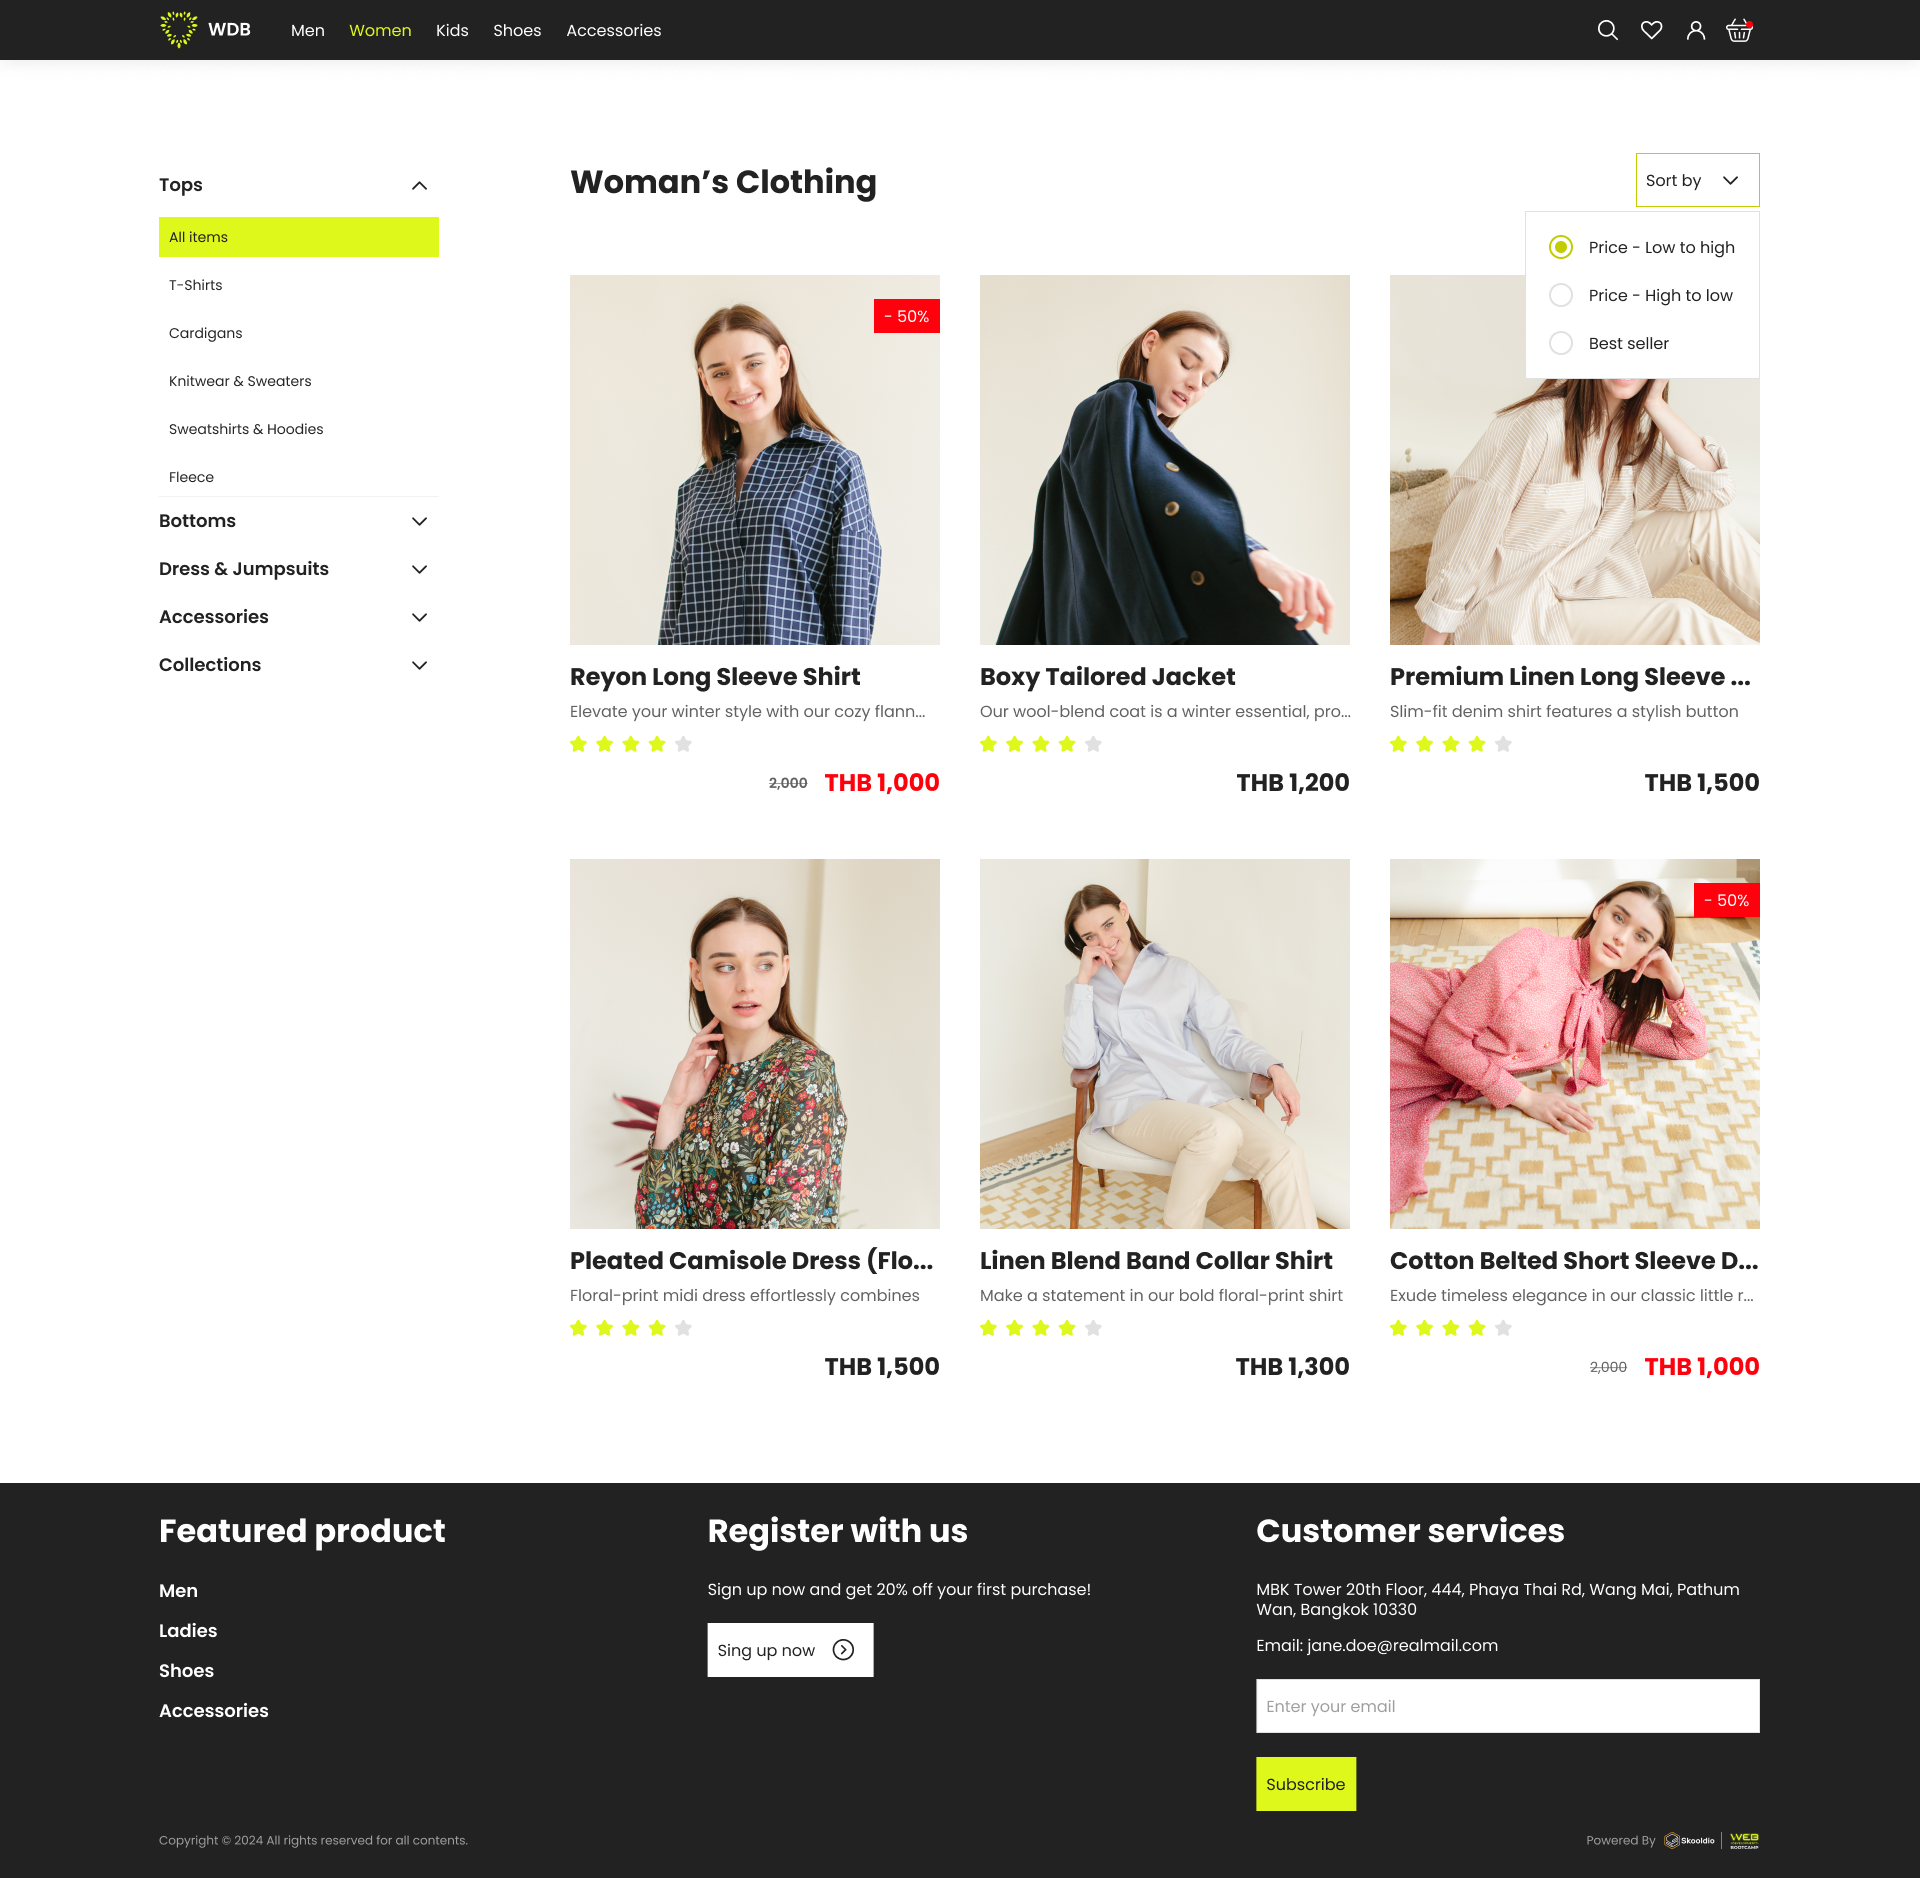 WDB
Men
Women
Kids
Shoes
Accessories
Tops
All items
T-Shirts
Cardigans
Knitwear & Sweaters
Sweatshirts & Hoodies
Fleece
Bottoms
Dress & Jumpsuits
Accessories
Collections
Woman’s Clothing
Sort by
Price - Low to high
Price - High to low
Best seller
- 50%
Reyon Long Sleeve Shirt
Elevate your winter style with our cozy flann...
2,000 THB 1,000
Boxy Tailored Jacket
Our wool-blend coat is a winter essential, pro...
THB 1,200
Premium Linen Long Sleeve ...
Slim-fit denim shirt features a stylish button
THB 1,500
Pleated Camisole Dress (Flo...
Floral-print midi dress effortlessly combines
THB 1,500
Linen Blend Band Collar Shirt
Make a statement in our bold floral-print shirt
THB 1,300
- 50%
Cotton Belted Short Sleeve D...
Exude timeless elegance in our classic little r...
2,000 THB 1,000
Featured product
Men
Ladies
Shoes
Accessories
Register with us
Sign up now and get 20% off your first purchase!
Sing up now
Customer services
MBK Tower 20th Floor, 444, Phaya Thai Rd, Wang Mai, Pathum
Wan, Bangkok 10330
Email: jane.doe@realmail.com
Enter your email
Subscribe
Copyright © 2024 All rights reserved for all contents.
Powered By Skooldio
WEB
DEVELOPMENT
BOOTCAMP